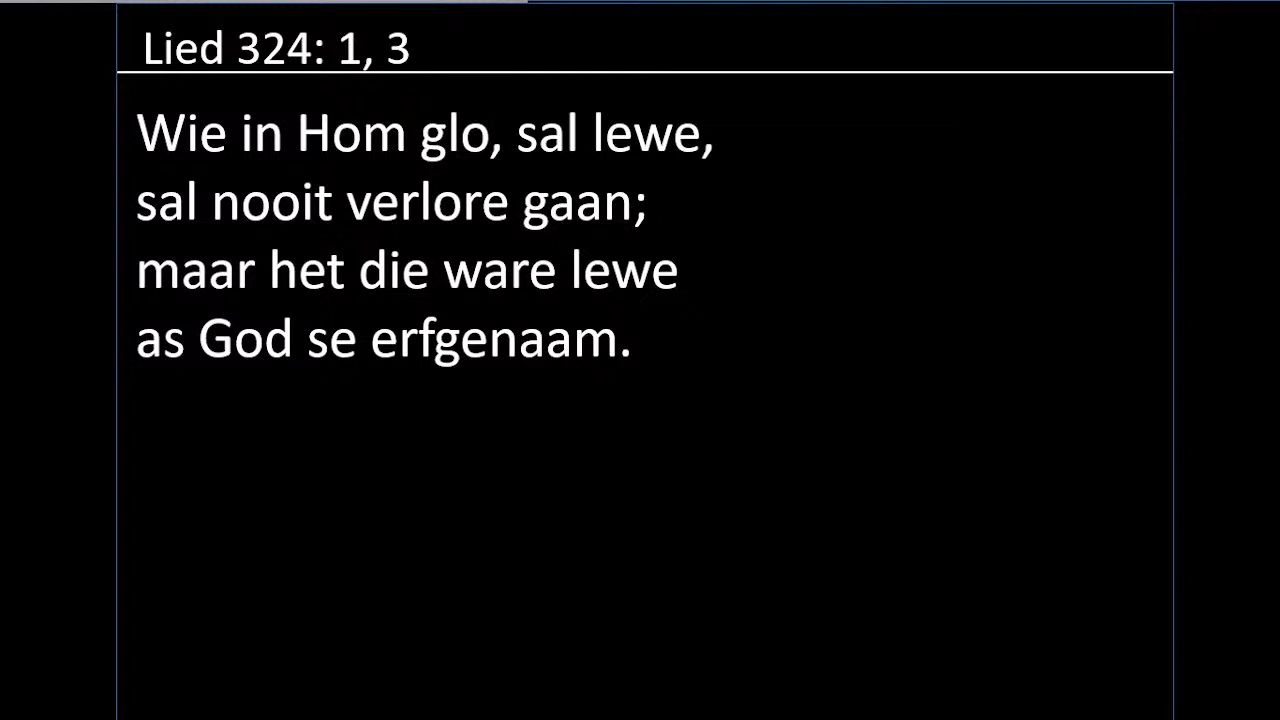 Lied 324: 1, 3
Wie in Hom glo, sal lewe,
sal nooit verlore gaan;
maar het die ware lewe
as God se erfgenaam.